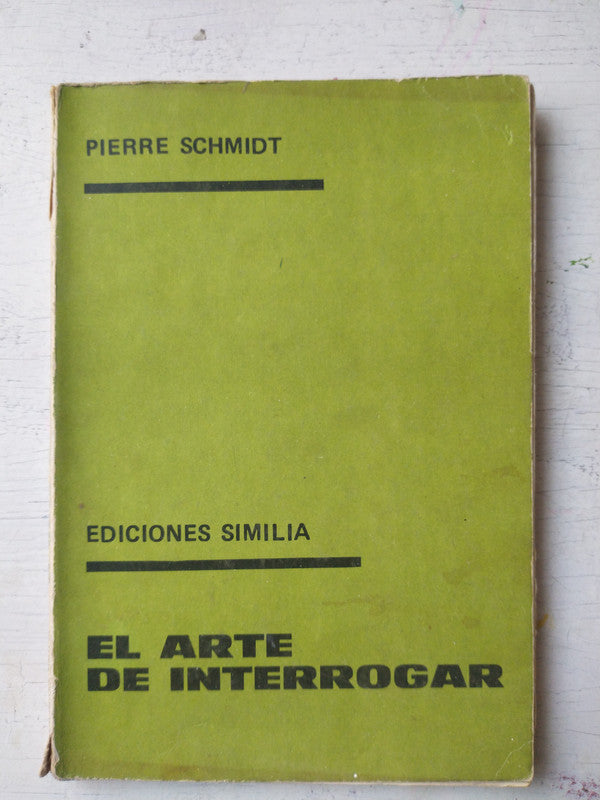 PIERRE SCHMIDT
EDICIONES SIMILIA
EL ARTE
DE INTERROGAR